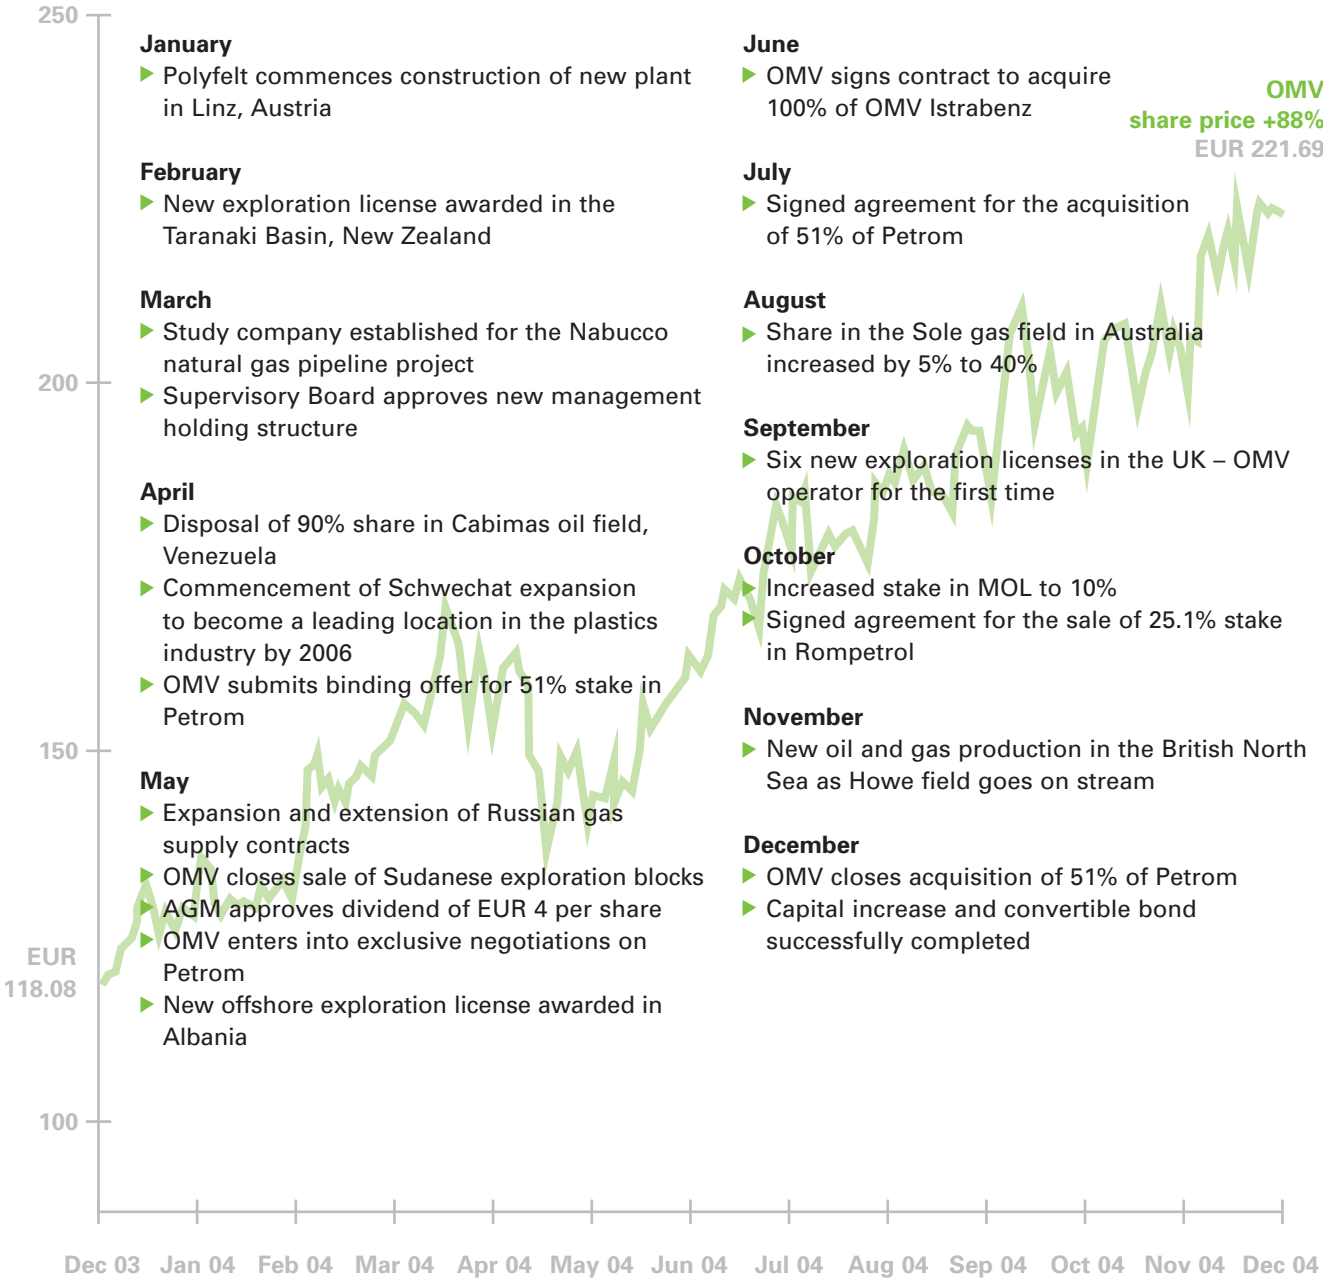 250
January
Polyfelt commences construction of new plant
in Linz, Austria
February
New exploration license awarded in the
Taranaki Basin, New Zealand
March
Study company established for the Nabucco
natural gas pipeline project
200
Supervisory Board approves new management
holding structure
April
Disposal of 90% share in Cabimas oil field,
Venezuela
Commencement of Schwechat expansion
to become a leading location in the plastics
industry by 2006
OMV submits binding offer for 51% stake in
Petrom
150
May
Expansion and extension of Russian gas
supply contracts
OMV closes sale of Sudanese exploration blocks
AGM approves dividend of EUR 4 per share
OMV enters into exclusive negotiations on
Petrom
New offshore exploration license awarded in
Albania
EUR
118.08
100
June
OMV signs contract to acquire
100% of OMV Istrabenz
OMV
share price +88%
EUR 221.69
July
Signed agreement for the acquisition
of 51% of Petrom
August
Share in the Sole gas field in Australia
increased by 5% to 40%
September
Six new exploration licenses in the UK – OMV
operator for the first time
October
Increased stake in MOL to 10%
Signed agreement for the sale of 25.1% stake
in Rompetrol
November
New oil and gas production in the British North
Sea as Howe field goes on stream
December
OMV closes acquisition of 51% of Petrom
Capital increase and convertible bond
successfully completed
Dec 03 Jan 04 Feb 04 Mar 04 Apr 04 May 04 Jun 04 Jul 04 Aug 04 Sep 04 Oct 04 Nov 04 Dec 04